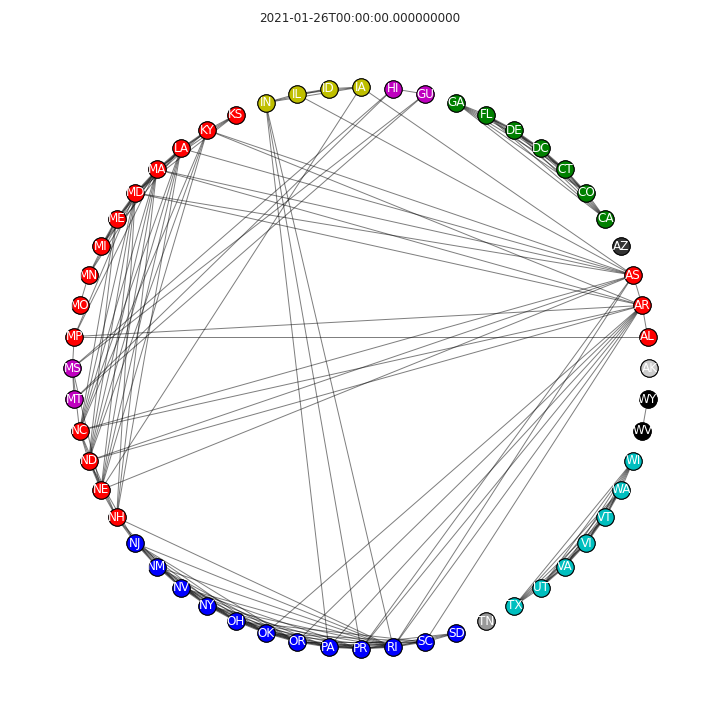 2021-01-26T00:00:00.000000000
IA
ID
HI
IL
GU
IN
GA
KS
FL
KY
DE
LA
DC
MA
CT
MD
CO
ME
CA
MI
AZ
MN
AS
MO
AR
MP
AL
MS
AK
MT
WY
NC
WV
ND
WI
NE
WA
NH
VT
NJ
VI
NM
VA
NV
UT
NY
TX
OH
TN
OK
SD
OR
SC
PA
RI
PR